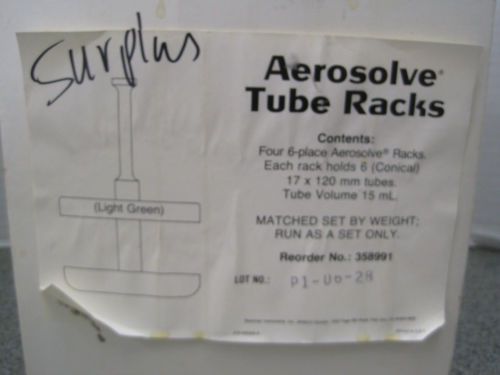 Surplus
Aerosolve®
Tube Racks
Contents:
Four 6-place Aerosolve® Racks.
Each rack holds 6 (Conical)
17 x 120 mm tubes.
Tube Volume 15 mL.
(Light Green)
MATCHED SET BY WEIGHT;
RUN AS A SET ONLY.
Reorder No.: 358991
LOT NO.: P1-06-28